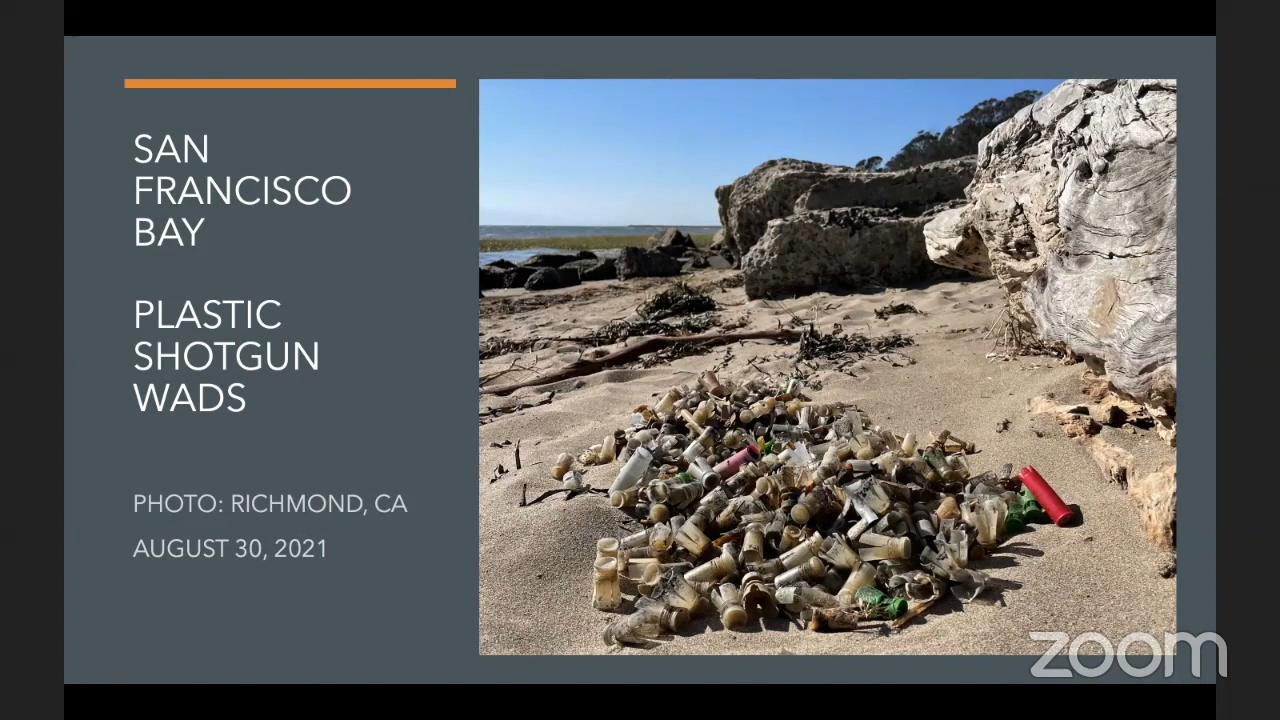 SAN
FRANCISCO
BAY
PLASTIC
SHOTGUN
WADS
PHOTO: RICHMOND, CA
AUGUST 30, 2021
zoom